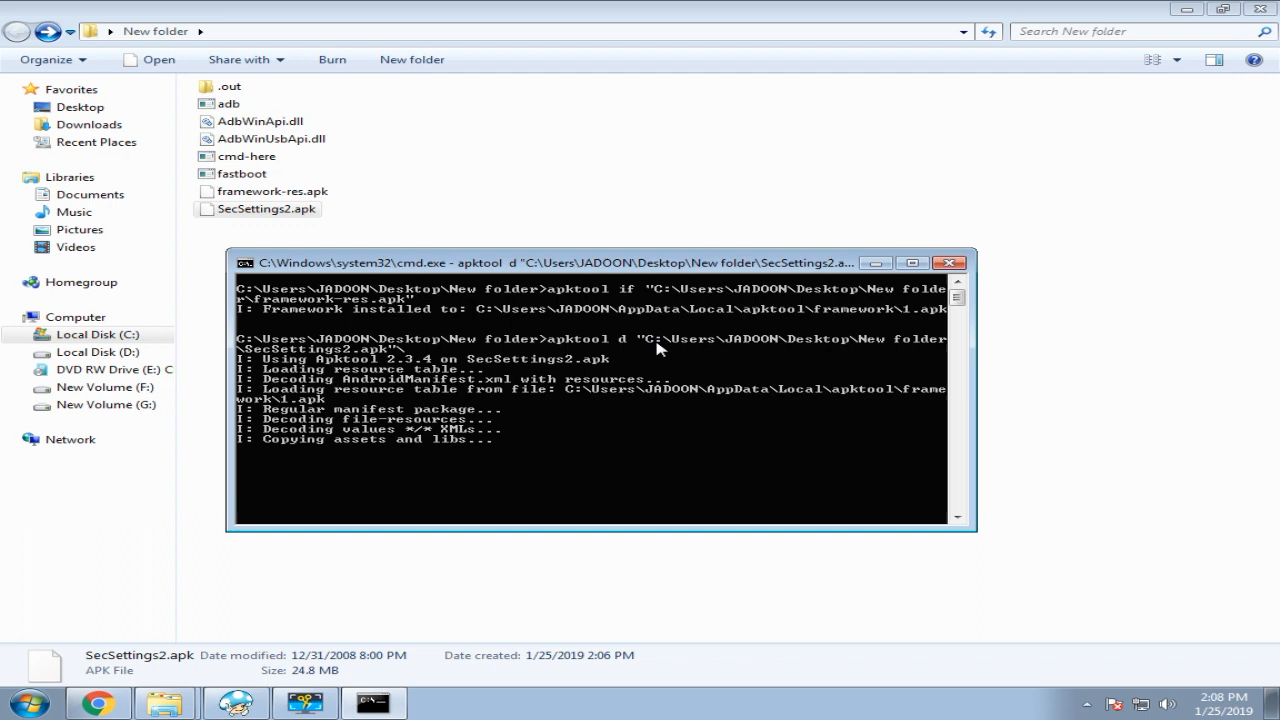 New folder
Search New folder
Organize Open Share with Burn New folder
Favorites
Desktop
Downloads
Recent Places
Libraries
Documents
Music
Pictures
Videos
Homegroup
Computer
Local Disk (C:)
Local Disk (D:)
DVD RW Drive (E:) C
New Volume (F:)
New Volume (G:)
Network
.out
adb
AdbWinApi.dll
AdbWinUsbApi.dll
cmd-here
fastboot
framework-res.apk
SecSettings2.apk
C:\Windows\system32\cmd.exe - apktool d "C:\Users\JADOON\Desktop\New folder\SecSettings2.a...
C:\Users\JADOON\Desktop\New folder>apktool if "C:\Users\JADOON\Desktop\New folde
r\framework-res.apk"
I: Framework installed to: C:\Users\JADOON\AppData\Local\apktool\framework\1.apk
C:\Users\JADOON\Desktop\New folder>apktool d "C:\Users\JADOON\Desktop\New folder
\SecSettings2.apk"\
I: Using Apktool 2.3.4 on SecSettings2.apk
I: Loading resource table...
I: Decoding AndroidManifest.xml with resources...
I: Loading resource table from file: C:\Users\JADOON\AppData\Local\apktool\frame
work\1.apk
I: Regular manifest package...
I: Decoding file-resources...
I: Decoding values */* XMLs...
I: Copying assets and libs...
SecSettings2.apk Date modified: 12/31/2008 8:00 PM Date created: 1/25/2019 2:06 PM
APK File Size: 24.8 MB
C:\_
2:08 PM
1/25/2019